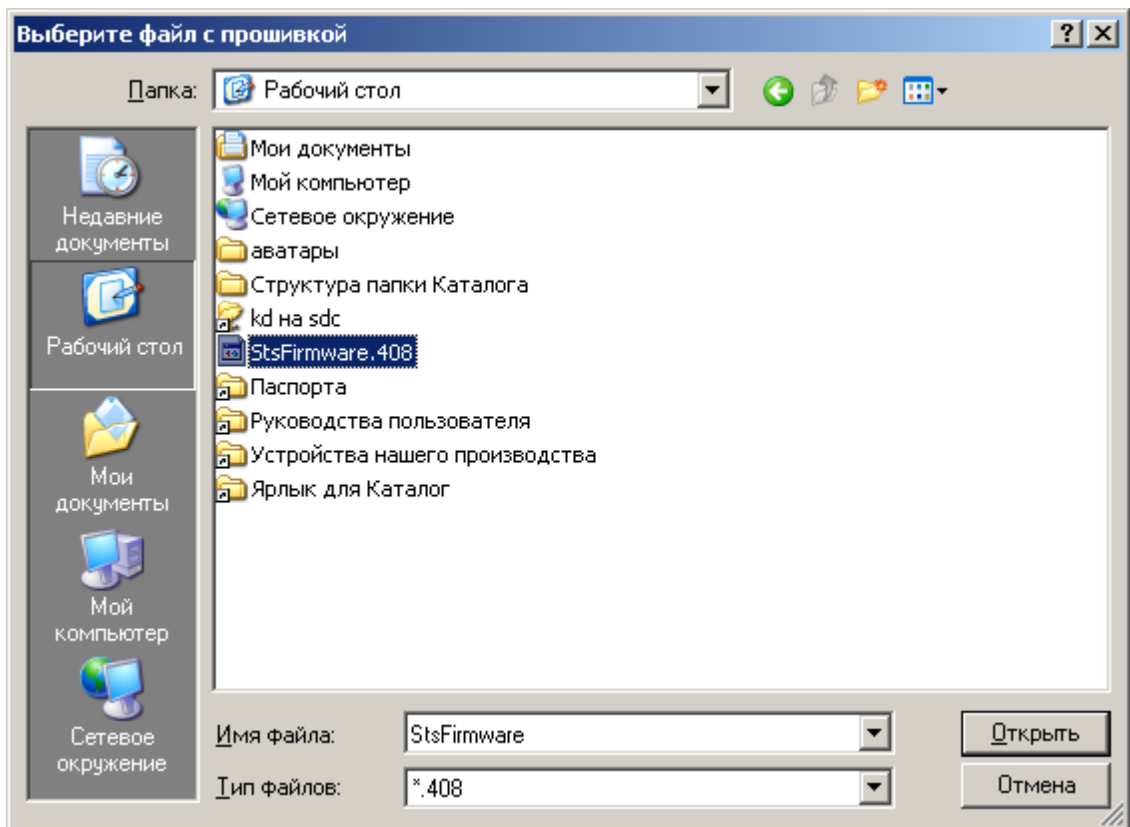 Выберите файл с прошивкой
Папка:
Рабочий стол
Недавние
документы
Рабочий стол
Мои
документы
Мой
компьютер
Сетевое
окружение
Мои документы
Мой компьютер
Сетевое окружение
аватары
Структура папки Каталога
kd на sdc
StsFirmware.408
Паспорта
Руководства пользователя
Устройства нашего производства
Ярлык для Каталог
Имя файла:
StsFirmware
Открыть
Тип файлов:
*.408
Отмена